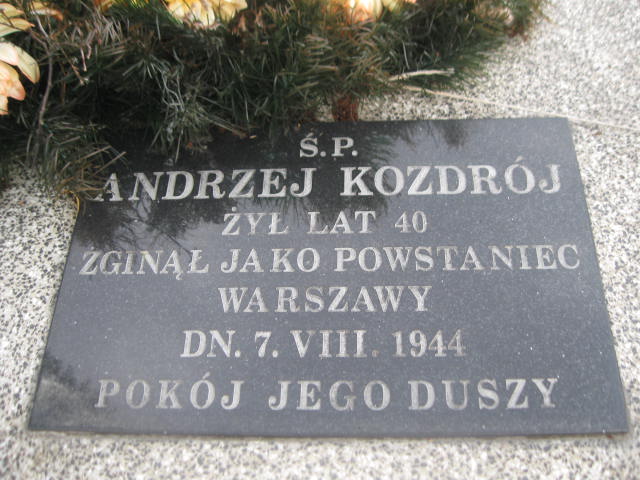 Ś.P.
ANDRZEJ KOZDRÓJ
ŻYŁ LAT 40
ZGINĄŁ JAKO POWSTANIEC
WARSZAWY
DN. 7. VIII. 1944
POKÓJ JEGO DUSZY